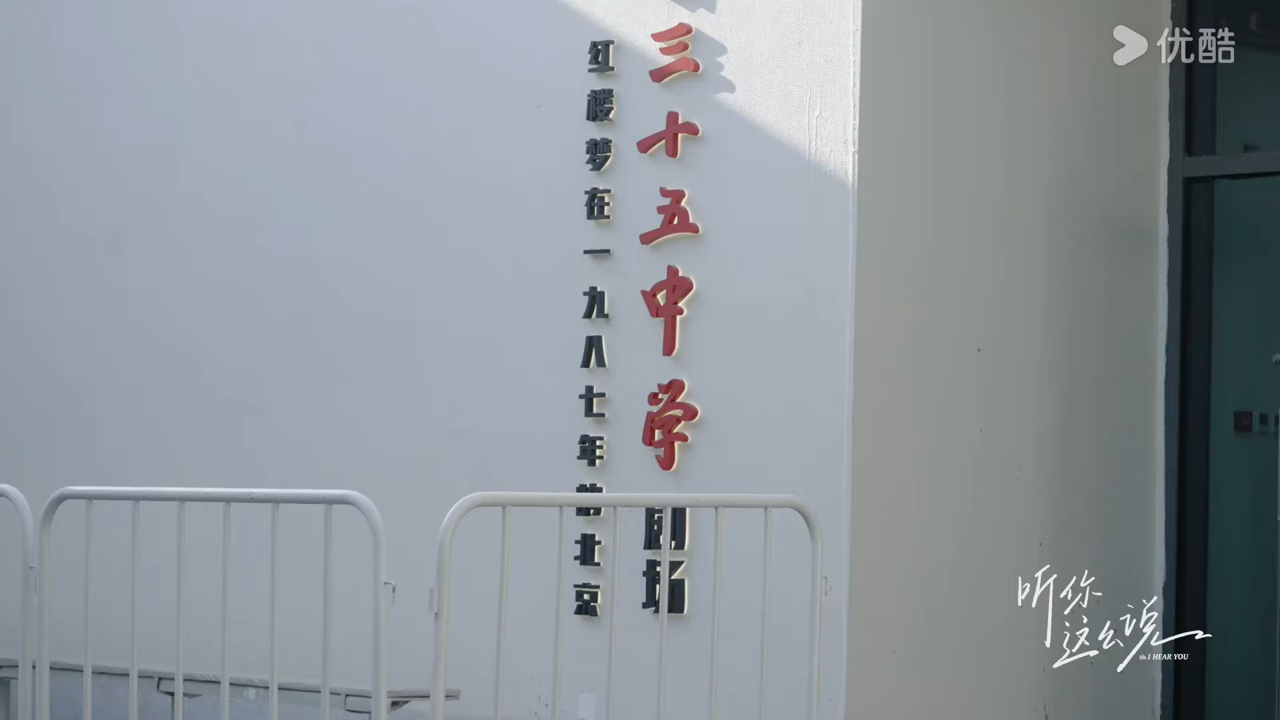 三十五中学剧场
红楼梦在一九八七年的北京
优酷
听你
这么说
I HEAR YOU